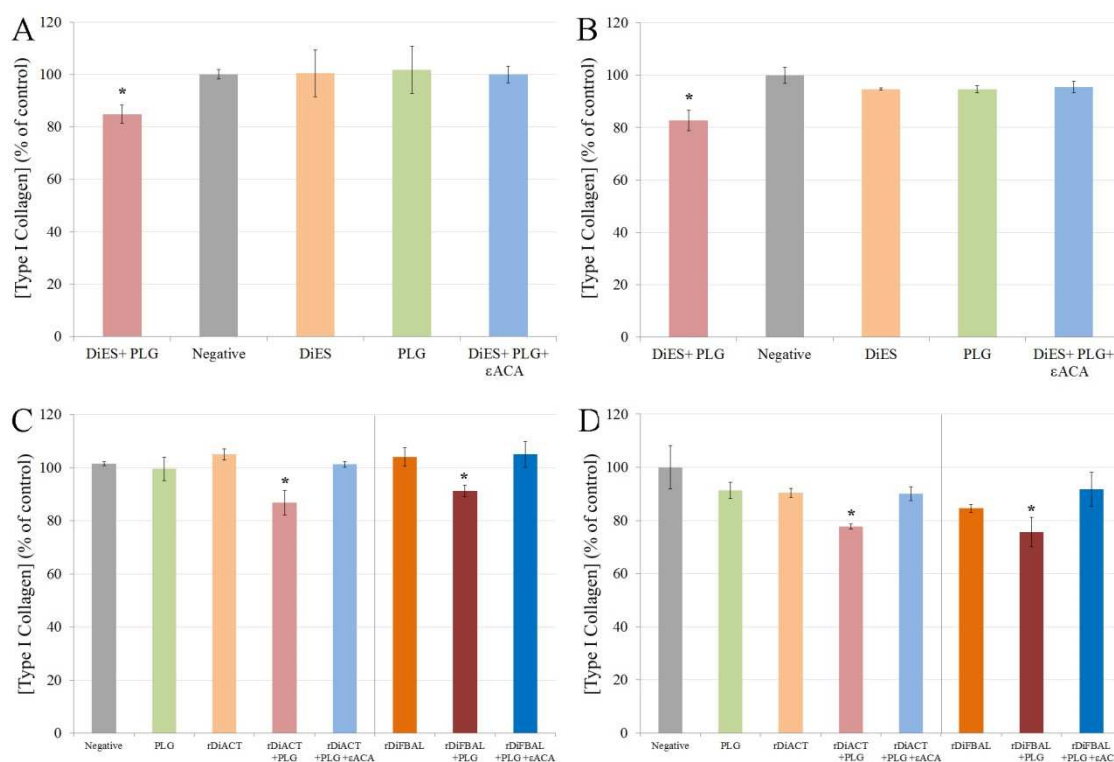 A
[Type I Collagen] (% of control)
120
100
80
60
40
20
0
*
DiES+ PLG
Negative
DiES
PLG
DiES+ PLG+
εACA
B
[Type I Collagen] (% of control)
120
100
80
60
40
20
0
*
DiES+ PLG
Negative
DiES
PLG
DiES+ PLG+
εACA
C
[Type I Collagen] (% of control)
120
100
80
60
40
20
0
*
*
Negative
PLG
rDiACT
rDiACT
+PLG
rDiACT
+PLG +εACA
rDiFBAL
rDiFBAL
+PLG
rDiFBAL
+PLG +εACA
D
[Type I Collagen] (% of control)
120
100
80
60
40
20
0
*
*
Negative
PLG
rDiACT
rDiACT
+PLG
rDiACT
+PLG +εACA
rDiFBAL
rDiFBAL
+PLG
rDiFBAL
+PLG +εACA